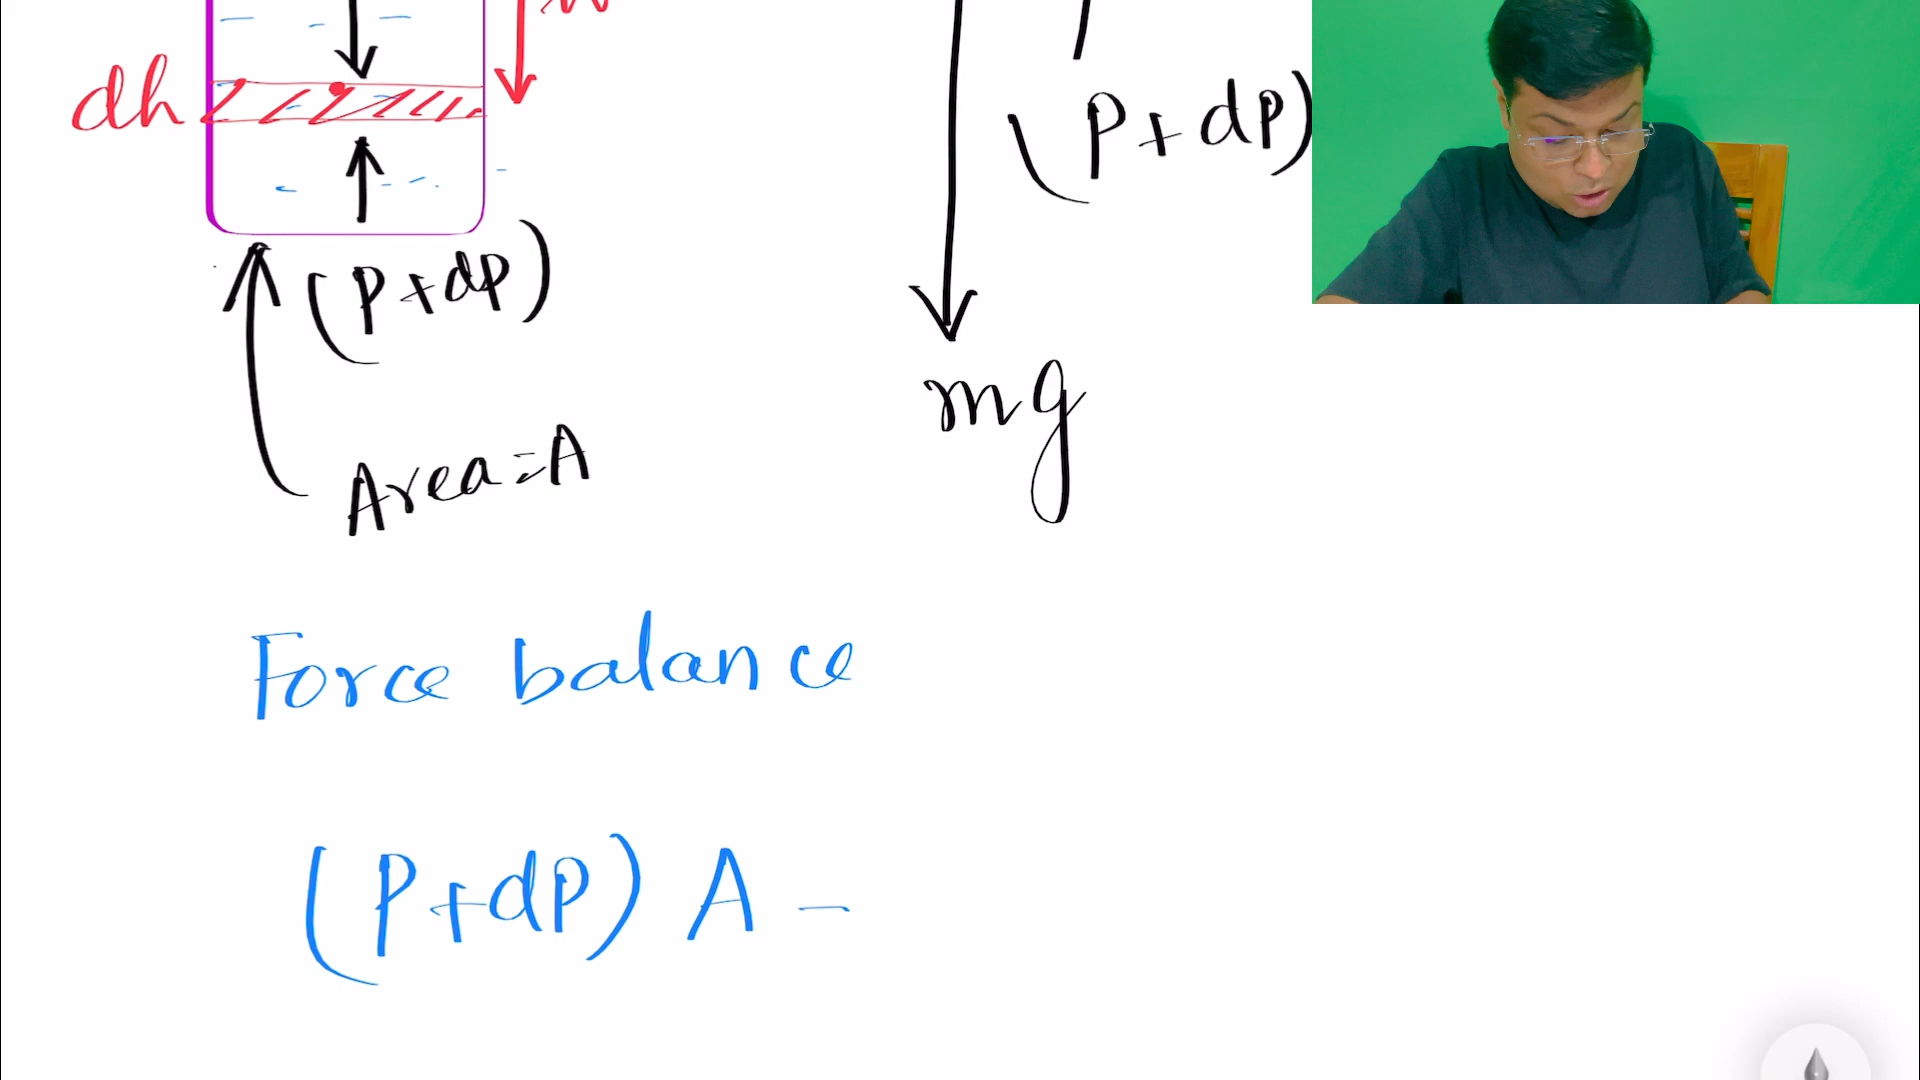 dh
(P+dp)
(P+dp)
mg
Area=A
Force balance
(P+dp) A -